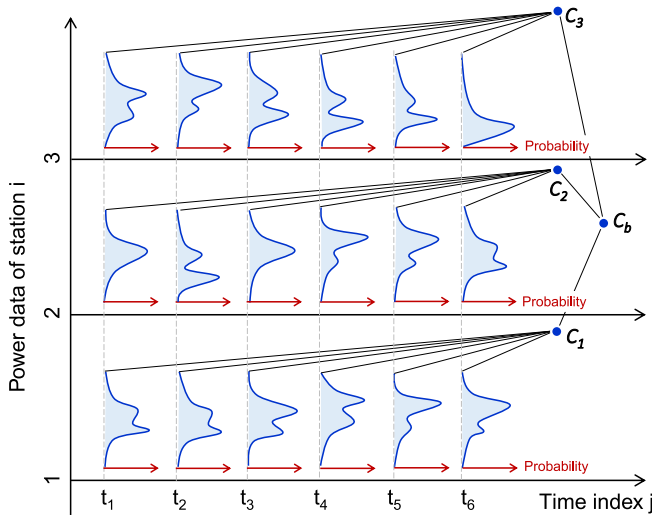 C3
Probability
3
C2
Cb
Probability
2
C1
Probability
1
Power data of station i
t1 t2 t3 t4 t5 t6 Time index j